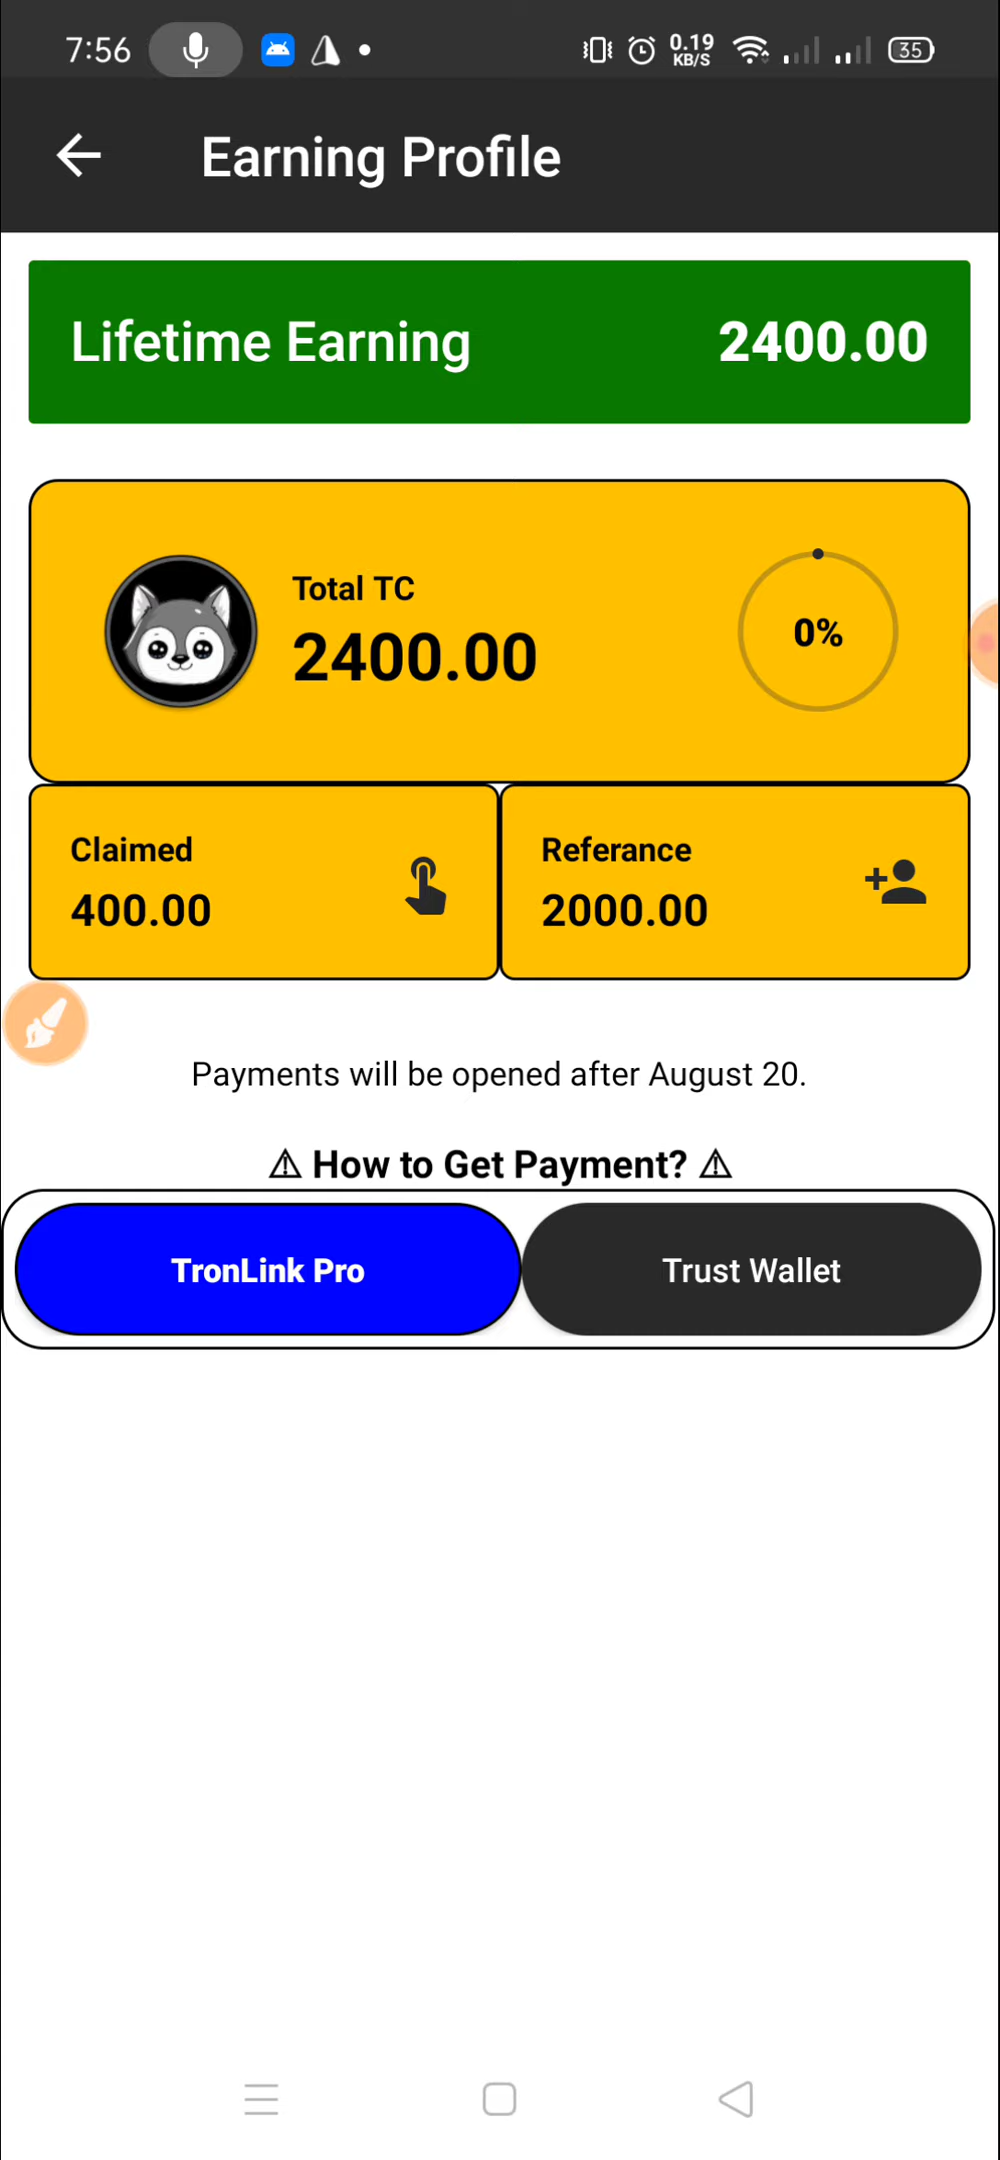 7:56 0.19 KB/S 35
Earning Profile
Lifetime Earning 2400.00
Total TC
2400.00
0%
Claimed
400.00
Referance
2000.00
Payments will be opened after August 20.
⚠ How to Get Payment? ⚠
TronLink Pro Trust Wallet